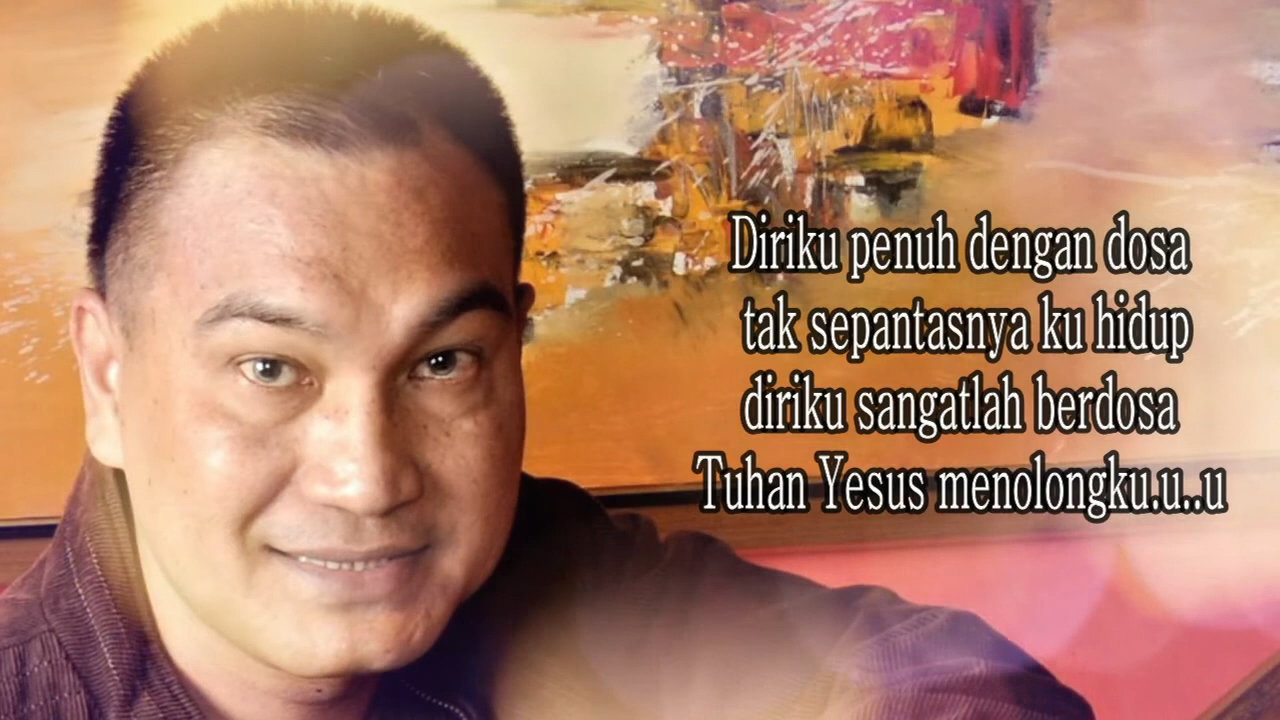 Diriku penuh dengan dosa
tak sepantasnya ku hidup
diriku sangatlah berdosa
Tuhan Yesus menolongku.u..u